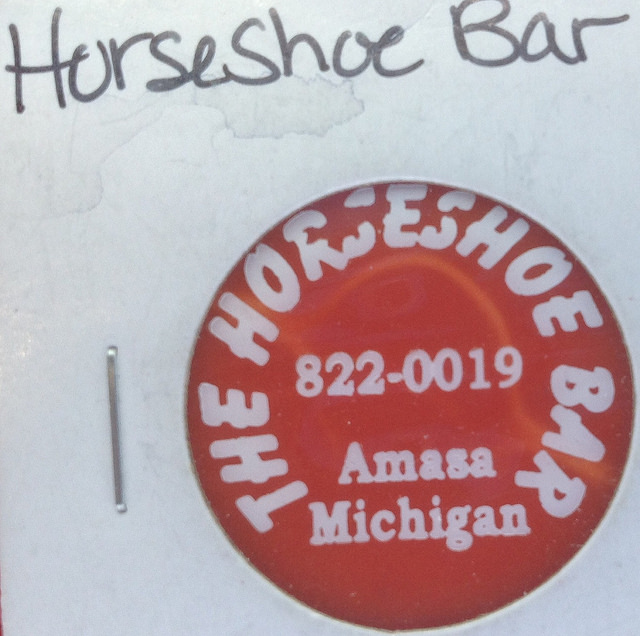 Horseshoe Bar
THE HORSESHOE BAR
822-0019
Amasa
Michigan